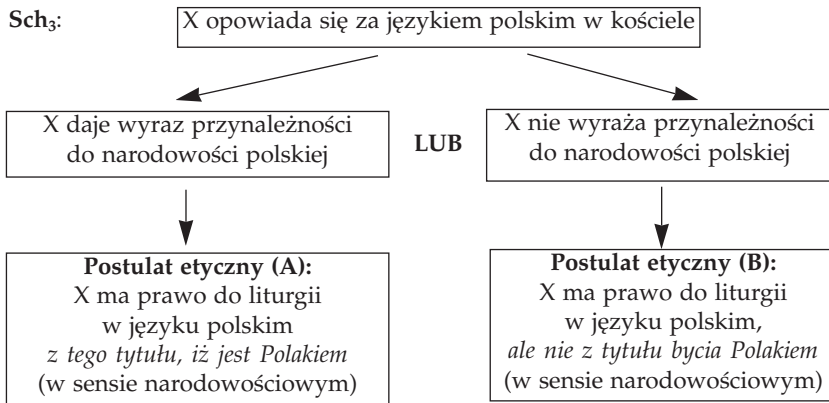 Sch₃:
X opowiada się za językiem polskim w kościele
X daje wyraz przynależności
do narodowości polskiej
LUB
X nie wyraża przynależności
do narodowości polskiej
Postulat etyczny (A):
X ma prawo do liturgii
w języku polskim
z tego tytułu, iż jest Polakiem
(w sensie narodowościowym)
Postulat etyczny (B):
X ma prawo do liturgii
w języku polskim,
ale nie z tytułu bycia Polakiem
(w sensie narodowościowym)